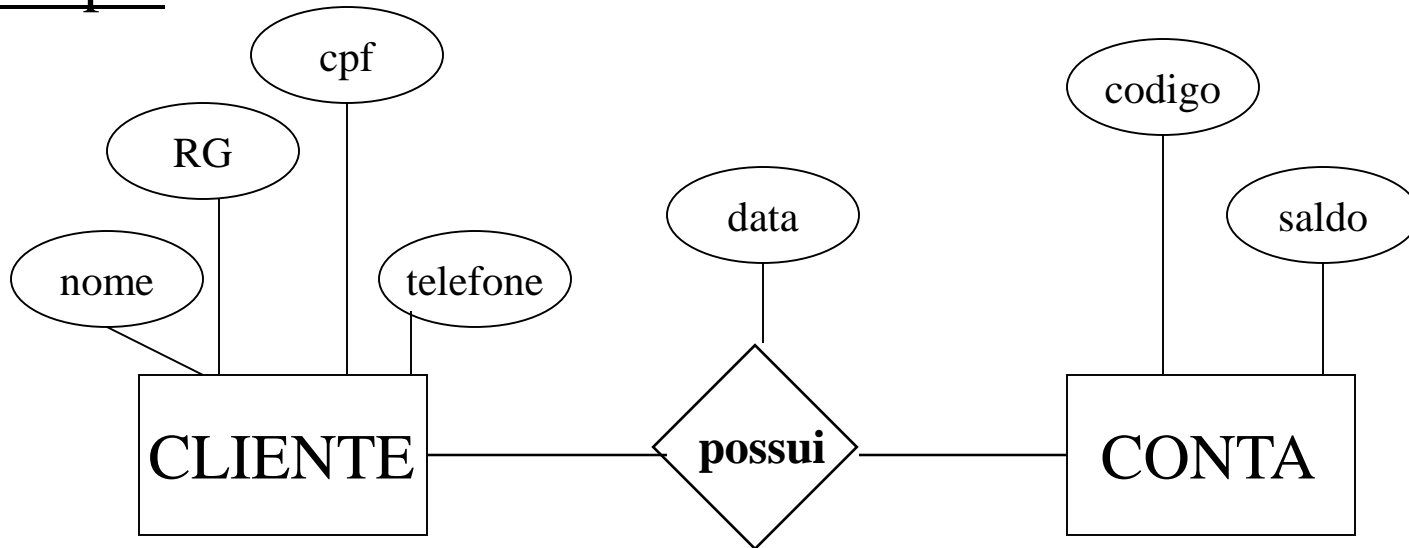 cpf
codigo
RG
data
saldo
nome
telefone
CLIENTE
possui
CONTA